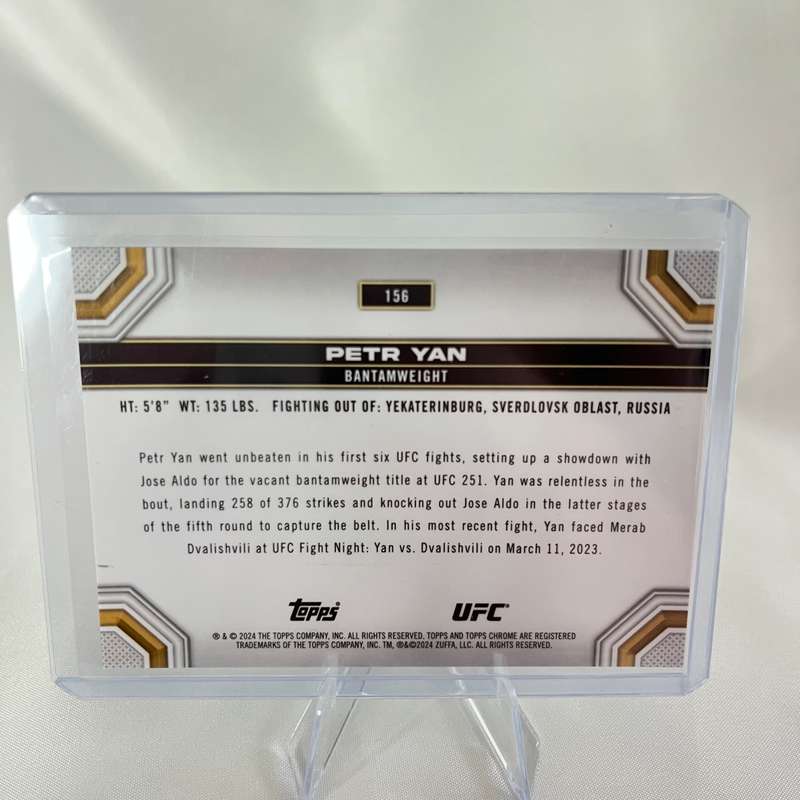 156
PETR YAN
BANTAMWEIGHT
HT: 5'8" WT: 135 LBS. FIGHTING OUT OF: YEKATERINBURG, SVERDLOVSK OBLAST, RUSSIA
Petr Yan went unbeaten in his first six UFC fights, setting up a showdown with
Jose Aldo for the vacant bantamweight title at UFC 251. Yan was relentless in the
bout, landing 258 of 376 strikes and knocking out Jose Aldo in the latter stages
of the fifth round to capture the belt. In his most recent fight, Yan faced Merab
Dvalishvili at UFC Fight Night: Yan vs. Dvalishvili on March 11, 2023.
Topps UFC®
® & © 2024 THE TOPPS COMPANY, INC. ALL RIGHTS RESERVED. TOPPS AND TOPPS CHROME ARE REGISTERED
TRADEMARKS OF THE TOPPS COMPANY, INC. TM, ®&©2024 ZUFFA, LLC. ALL RIGHTS RESERVED.